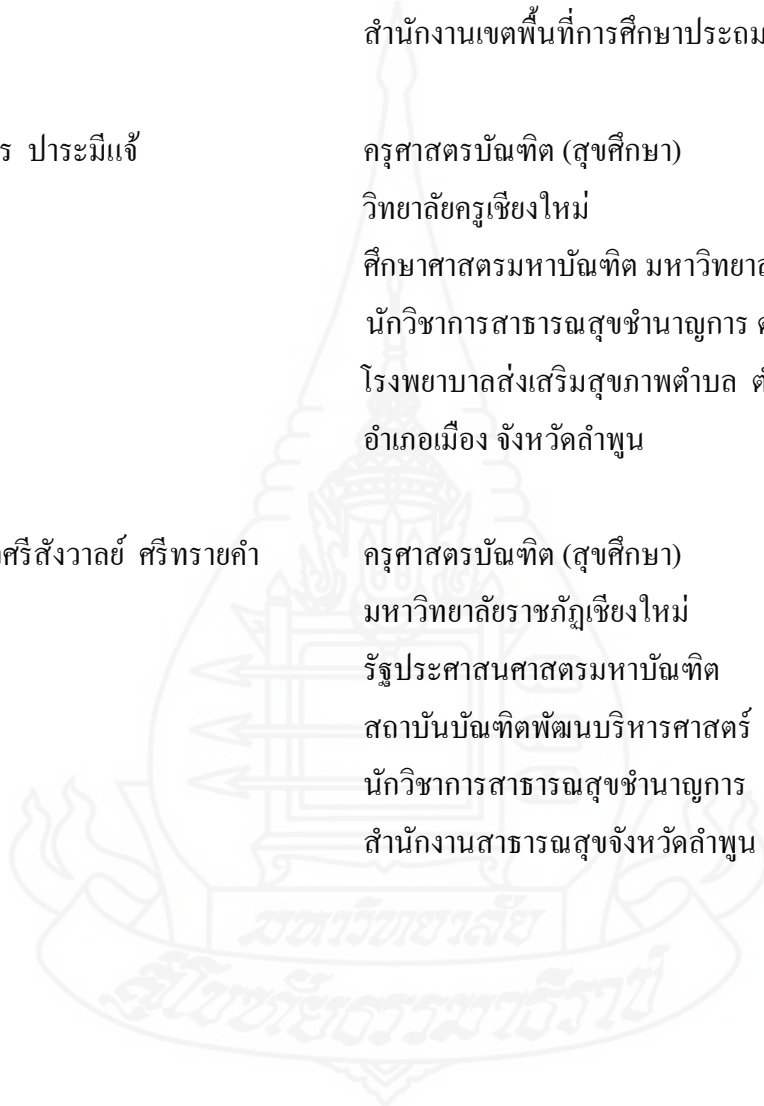 สำนักงานเขตพื้นที่การศึกษาประถม
ปาระมีแจ้ ครุศาสตรบัณฑิต (สุขศึกษา)
วิทยาลัยครูเชียงใหม่
ศึกษาศาสตรมหาบัณฑิต
นักวิชาการสาธารณสุขชำนาญการ
โรงพยาบาลส่งเสริมสุขภาพตำบล
อำเภอเมือง จังหวัดลำพูน
ศรีสังวาลย์ ศรีทรายคำ ครุศาสตรบัณฑิต (สุขศึกษา)
มหาวิทยาลัยราชภัฏเชียงใหม่
รัฐประศาสนศาสตรมหาบัณฑิต
สถาบันบัณฑิตพัฒนบริหารศาสตร์
นักวิชาการสาธารณสุขชำนาญการ
สำนักงานสาธารณสุขจังหวัดลำพูน
มหาวิทยาลัย
สุโขทัยธรรมาธิราช